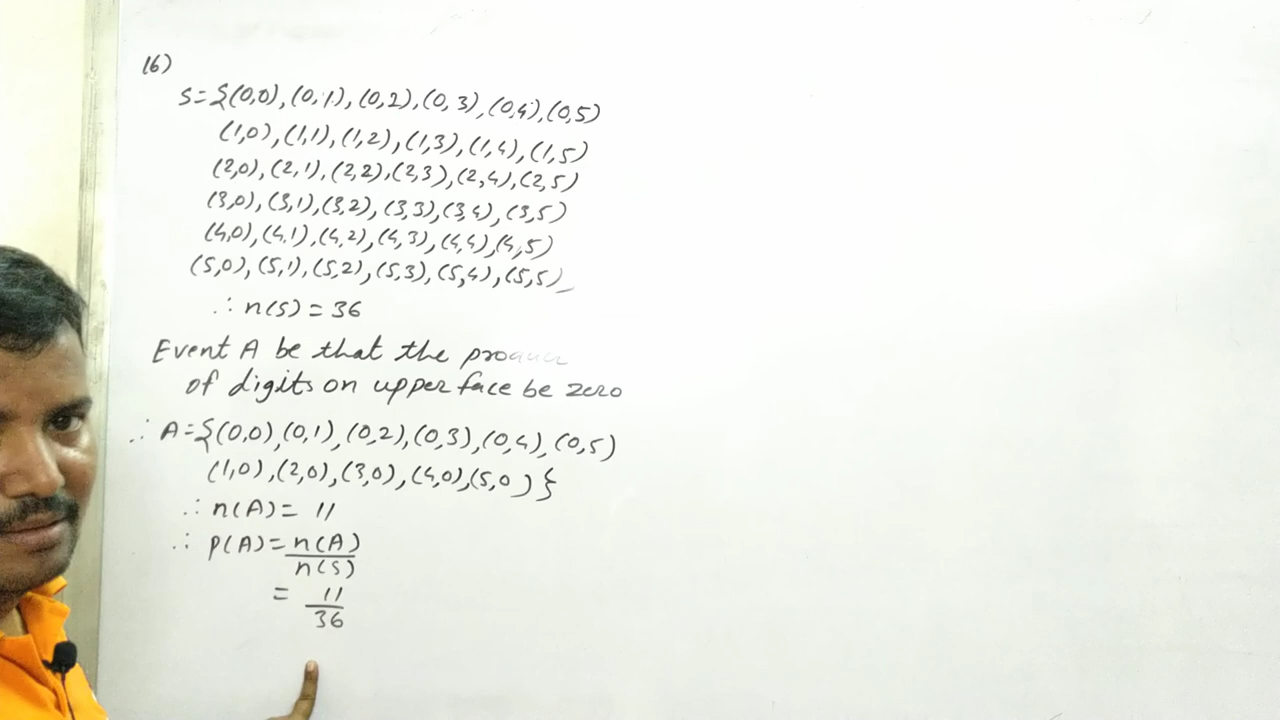 16)
S={(0,0), (0,1), (0,2), (0,3), (0,4), (0,5)
(1,0), (1,1), (1,2), (1,3), (1,4), (1,5)
(2,0), (2,1), (2,2), (2,3), (2,4), (2,5)
(3,0), (3,1), (3,2), (3,3), (3,4), (3,5)
(4,0), (4,1), (4,2), (4,3), (4,4), (4,5)
(5,0), (5,1), (5,2), (5,3), (5,4), (5,5)
∴ n(S) = 36
Event A be that the produc
of digits on upper face be zero
∴ A={(0,0), (0,1), (0,2), (0,3), (0,4), (0,5)
(1,0), (2,0), (3,0), (4,0), (5,0)}
∴ n(A) = 11
∴ P(A) = n(A)
n(S)
= 11
36